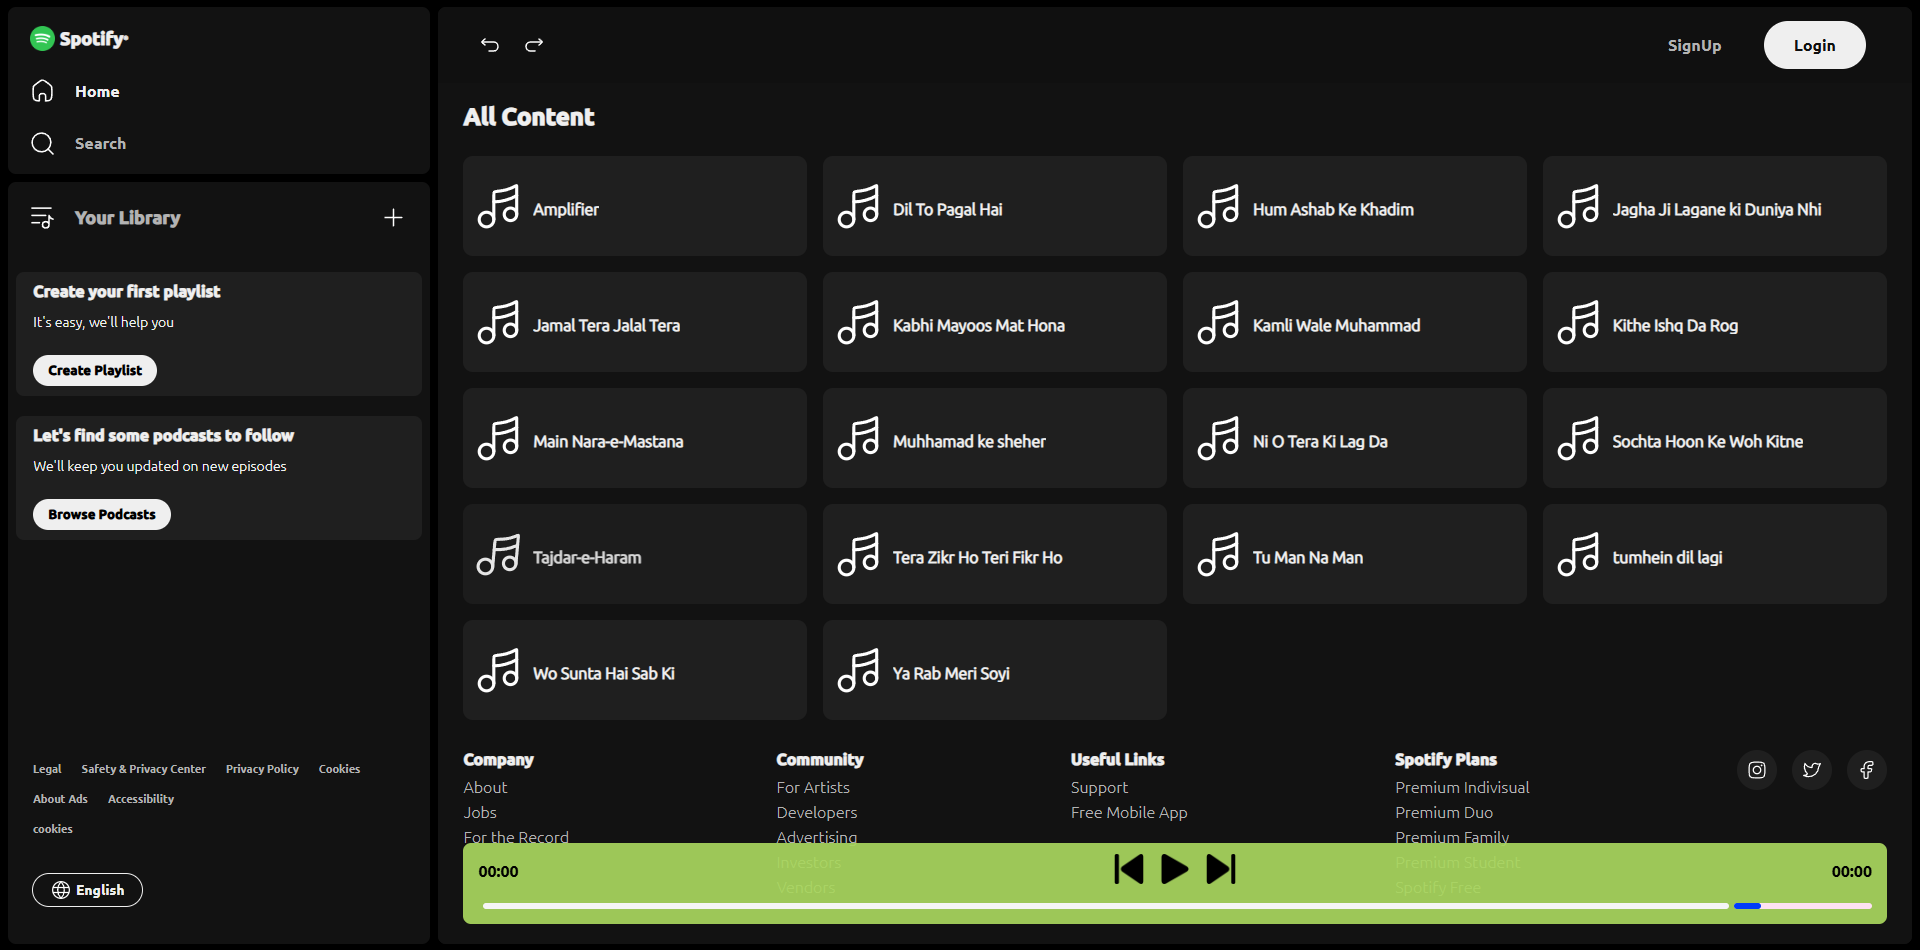 Spotify
Home
Search
Your Library
Create your first playlist
It's easy, we'll help you
Create Playlist
Let's find some podcasts to follow
We'll keep you updated on new episodes
Browse Podcasts
Legal Safety & Privacy Center Privacy Policy Cookies
About Ads Accessibility
cookies
English
SignUp Login
All Content
Amplifier
Dil To Pagal Hai
Hum Ashab Ke Khadim
Jagha Ji Lagane ki Duniya Nhi
Jamal Tera Jalal Tera
Kabhi Mayoos Mat Hona
Kamli Wale Muhammad
Kithe Ishq Da Rog
Main Nara-e-Mastana
Muhhamad ke sheher
Ni O Tera Ki Lag Da
Sochta Hoon Ke Woh Kitne
Tajdar-e-Haram
Tera Zikr Ho Teri Fikr Ho
Tu Man Na Man
tumhein dil lagi
Wo Sunta Hai Sab Ki
Ya Rab Meri Soyi
Company
About
Jobs
For the Record
Community
For Artists
Developers
Advertising
Investors
Vendors
Useful Links
Support
Free Mobile App
Spotify Plans
Premium Indivisual
Premium Duo
Premium Family
Premium Student
Spotify Free
00:00
00:00